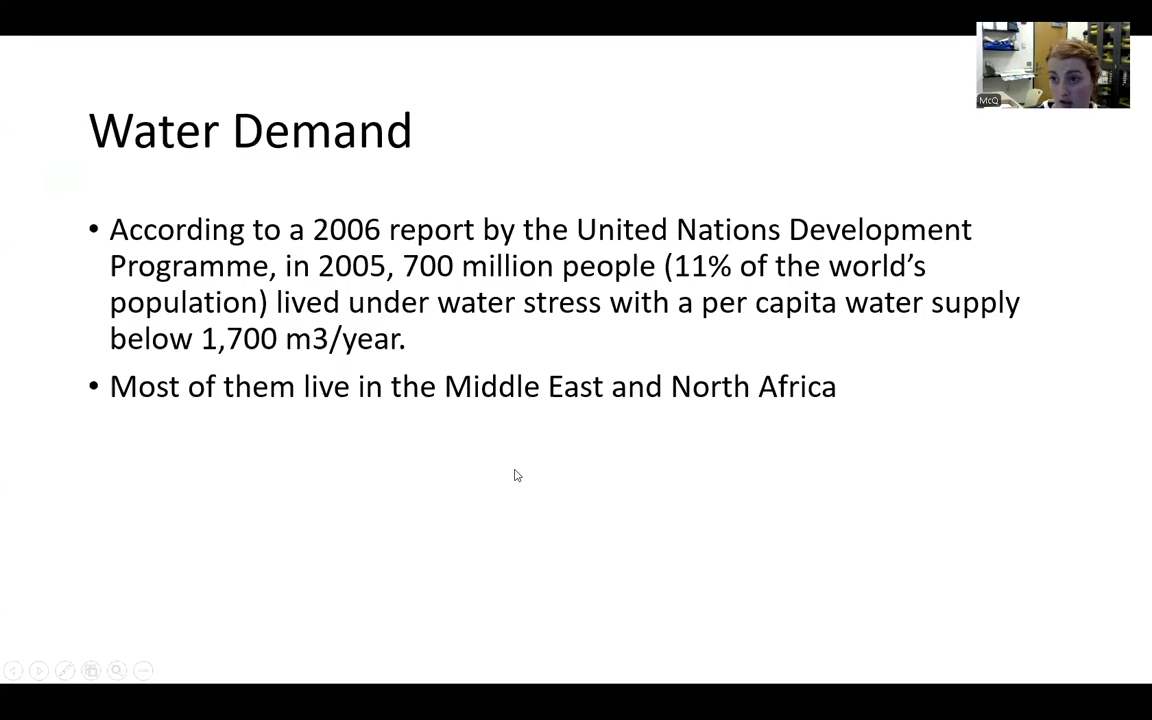 McQ
Water Demand
• According to a 2006 report by the United Nations Development
Programme, in 2005, 700 million people (11% of the world’s
population) lived under water stress with a per capita water supply
below 1,700 m3/year.
• Most of them live in the Middle East and North Africa